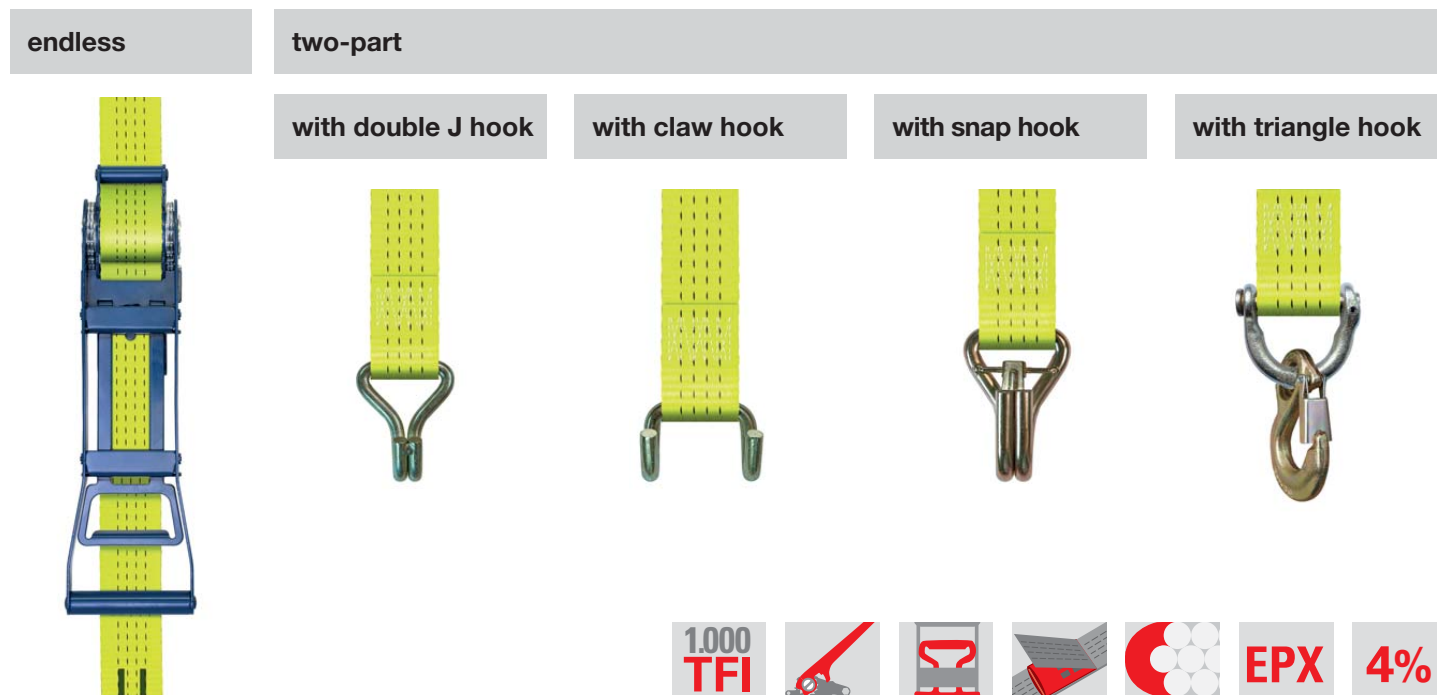 endless
two-part
with double J hook
with claw hook
with snap hook
with triangle hook
1.000
TFI
EPX
4%